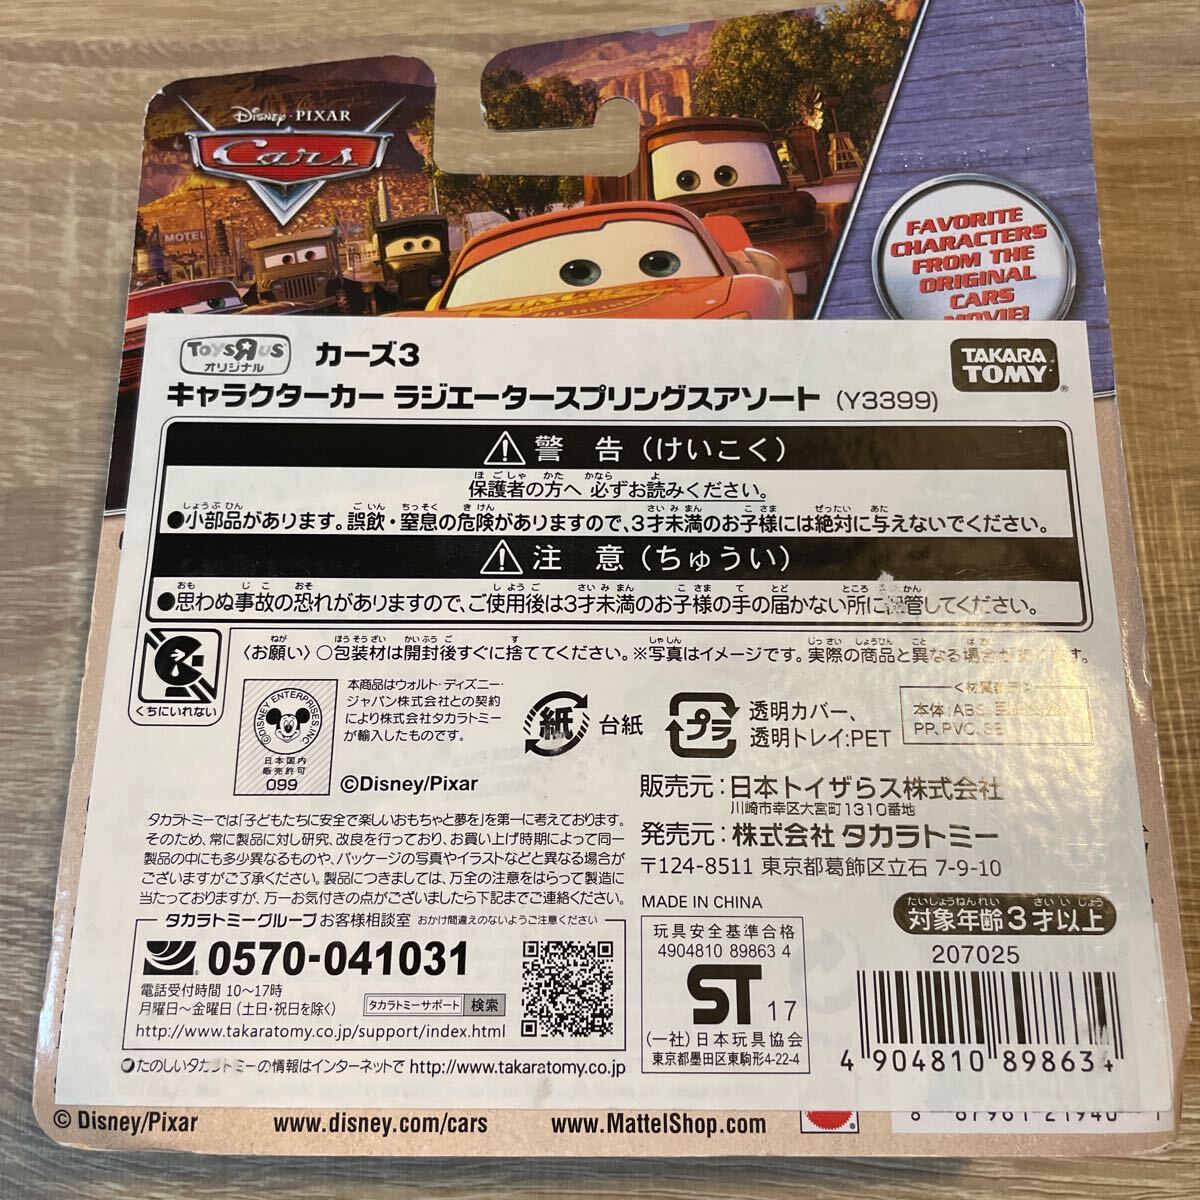 Disney・PIXAR
Cars
MOTEL
FAVORITE
CHARACTERS
FROM THE
ORIGINAL
CARS
MOVIE!
ToysRus
オリジナル
カーズ3
キャラクターカー ラジエータースプリングスアソート (Y3399)
TAKARA
TOMY
警 告(けいこく)
保護者の方へ 必ずお読みください。
●小部品があります。誤飲・窒息の危険がありますので、3才未満のお子様には絶対に与えないでください。
注 意(ちゅうい)
●思わぬ事故の恐れがありますので、ご使用後は3才未満のお子様の手の届かない所に保管してください。
くちにいれない
〈お願い〉○包装材は開封後すぐに捨ててください。※写真はイメージです。実際の商品と異なる場合があります。
©DISNEY ENTERPRISES INC
日本国内
販売許可
099
本商品はウォルト・ディズニー・
ジャパン株式会社との契約
により株式会社タカラトミー
が輸入したものです。
©Disney/Pixar
紙
台紙
プラ
透明カバー、
透明トレイ:PET
〈材質表示〉
本体:ABS,
PP,PVC,
タカラトミーでは「子どもたちに安全で楽しいおもちゃと夢を」を第一に考えております。
そのため、常に製品に対し研究、改良を行っており、お買い上げ時期によって同一
製品の中にも多少異なるものや、パッケージの写真やイラストなどと異なる場合が
ございますがご了承ください。製品につきましては、万全の注意をはらって製造に
当たっておりますが、万一お気付きの点がございましたら下記までご連絡ください。
販売元:日本トイザらス株式会社
川崎市幸区大宮町1310番地
発売元:株式会社 タカラトミー
〒124-8511 東京都葛飾区立石 7-9-10
タカラトミーグループ お客様相談室 おかけ間違えのないようご注意ください
0570-041031
電話受付時間 10〜17時
月曜日〜金曜日(土日・祝日を除く)
タカラトミーサポート 検索
http://www.takaratomy.co.jp/support/index.html
●たのしいタカラトミーの情報はインターネットで http://www.takaratomy.co.jp
MADE IN CHINA
玩具安全基準合格
4904810 89863 4
ST 17
(一社)日本玩具協会
東京都墨田区東駒形4-22-4
対象年齢3才以上
207025
4 904810 898634
© Disney/Pixar
www.disney.com/cars
www.MattelShop.com